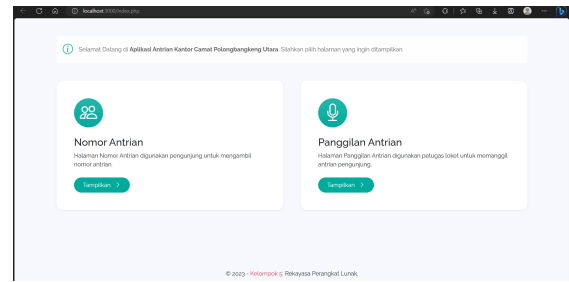 localhost:3000/index.php
Selamat Datang di Aplikasi Antrian Kantor Camat Polongbangkeng Utara. Silahkan pilih halaman yang ingin ditampilkan.
Nomor Antrian
Halaman Nomor Antrian digunakan pengunjung untuk mengambil
nomor antrian
Tampilkan
Panggilan Antrian
Halaman Panggilan Antrian digunakan petugas loket untuk memanggil
antrian pengunjung
Tampilkan
© 2023 - Kelompok 5. Rekayasa Perangkat Lunak.